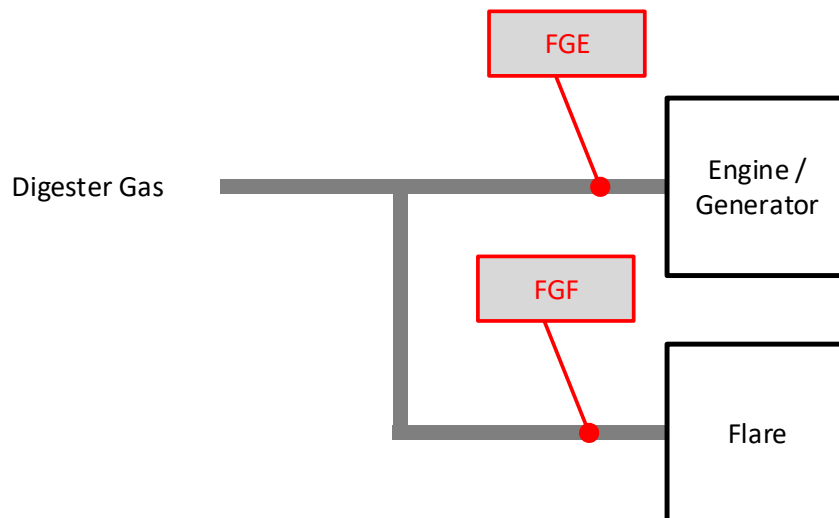 FGE
Digester Gas
Engine /
Generator
FGF
Flare